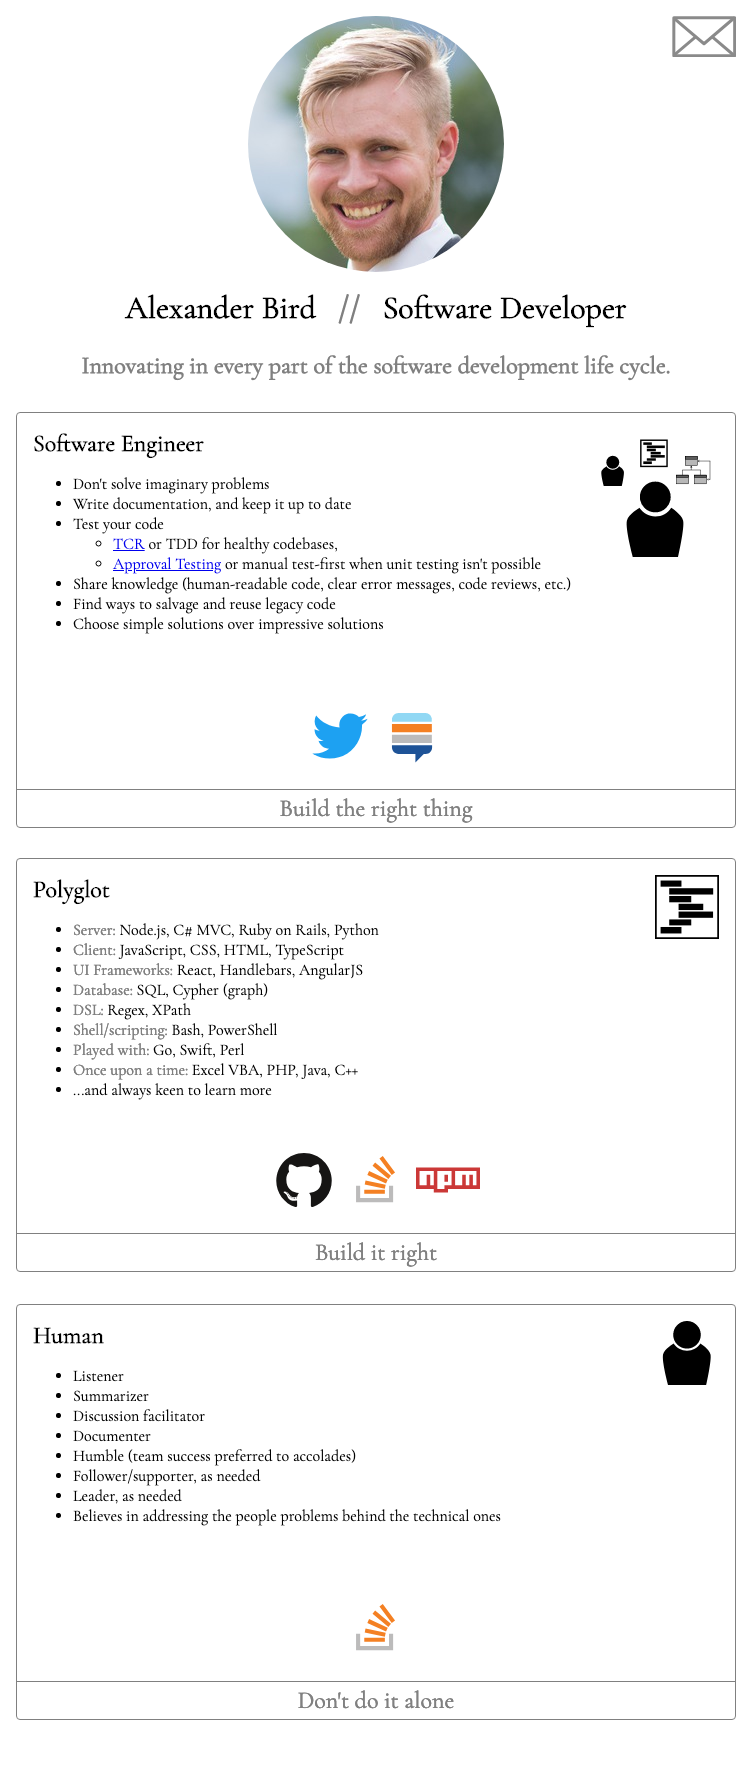 Alexander Bird // Software Developer
Innovating in every part of the software development life cycle.
Software Engineer
Don't solve imaginary problems
Write documentation, and keep it up to date
Test your code
TCR or TDD for healthy codebases,
Approval Testing or manual test-first when unit testing isn't possible
Share knowledge (human-readable code, clear error messages, code reviews, etc.)
Find ways to salvage and reuse legacy code
Choose simple solutions over impressive solutions
Build the right thing
Polyglot
Server: Node.js, C# MVC, Ruby on Rails, Python
Client: JavaScript, CSS, HTML, TypeScript
UI Frameworks: React, Handlebars, AngularJS
Database: SQL, Cypher (graph)
DSL: Regex, XPath
Shell/scripting: Bash, PowerShell
Played with: Go, Swift, Perl
Once upon a time: Excel VBA, PHP, Java, C++
...and always keen to learn more
npm
Build it right
Human
Listener
Summarizer
Discussion facilitator
Documenter
Humble (team success preferred to accolades)
Follower/supporter, as needed
Leader, as needed
Believes in addressing the people problems behind the technical ones
Don't do it alone